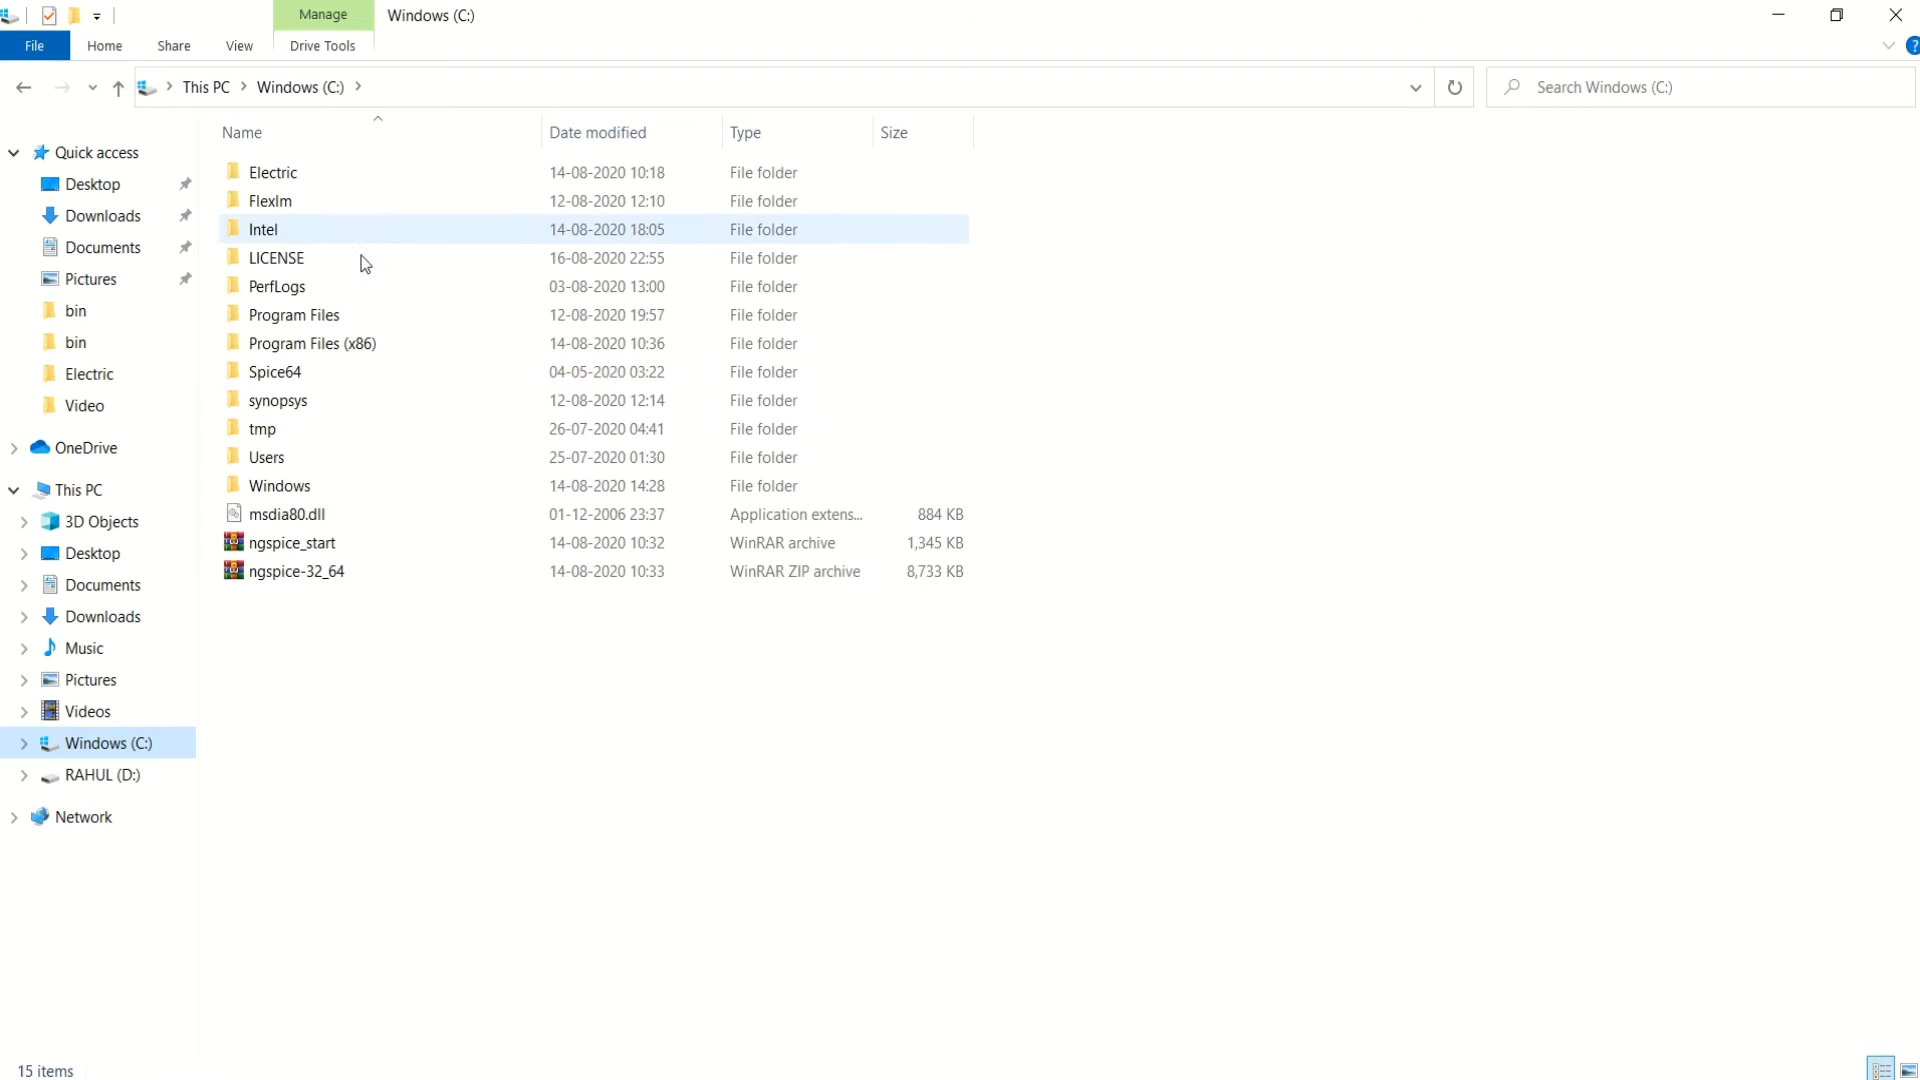 Manage
Windows (C:)
File
Home
Share
View
Drive Tools
?
This PC
Windows (C:)
Search Windows (C:)
Name
Date modified
Type
Size
Quick access
Desktop
Downloads
Documents
Pictures
bin
bin
Electric
Video
OneDrive
This PC
3D Objects
Desktop
Documents
Downloads
Music
Pictures
Videos
Windows (C:)
RAHUL (D:)
Network
Electric 14-08-2020 10:18 File folder
Flexlm 12-08-2020 12:10 File folder
Intel 14-08-2020 18:05 File folder
LICENSE 16-08-2020 22:55 File folder
PerfLogs 03-08-2020 13:00 File folder
Program Files 12-08-2020 19:57 File folder
Program Files (x86) 14-08-2020 10:36 File folder
Spice64 04-05-2020 03:22 File folder
synopsys 12-08-2020 12:14 File folder
tmp 26-07-2020 04:41 File folder
Users 25-07-2020 01:30 File folder
Windows 14-08-2020 14:28 File folder
msdia80.dll 01-12-2006 23:37 Application extens... 884 KB
ngspice_start 14-08-2020 10:32 WinRAR archive 1,345 KB
ngspice-32_64 14-08-2020 10:33 WinRAR ZIP archive 8,733 KB
15 items